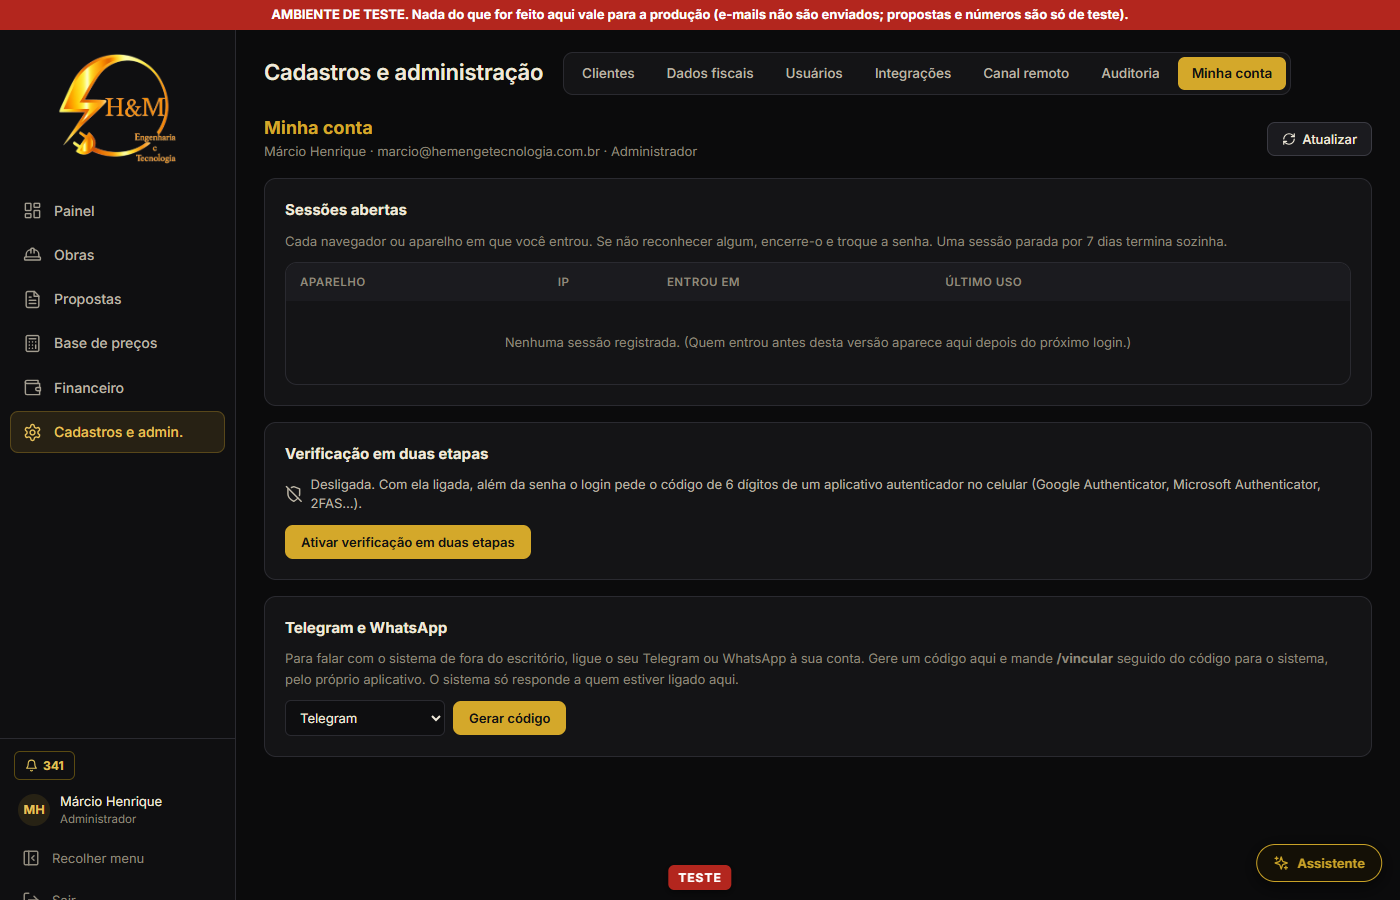 AMBIENTE DE TESTE. Nada do que for feito aqui vale para a produção (e-mails não são enviados; propostas e números são só de teste).
H&M
Engenharia
e
Tecnologia
Painel
Obras
Propostas
Base de preços
Financeiro
Cadastros e admin.
341
MH
Márcio Henrique
Administrador
Recolher menu
Sair
Cadastros e administração
Clientes
Dados fiscais
Usuários
Integrações
Canal remoto
Auditoria
Minha conta
Minha conta
Márcio Henrique · marcio@hemengetecnologia.com.br · Administrador
Atualizar
Sessões abertas
Cada navegador ou aparelho em que você entrou. Se não reconhecer algum, encerre-o e troque a senha. Uma sessão parada por 7 dias termina sozinha.
APARELHO IP ENTROU EM ÚLTIMO USO
Nenhuma sessão registrada. (Quem entrou antes desta versão aparece aqui depois do próximo login.)
Verificação em duas etapas
Desligada. Com ela ligada, além da senha o login pede o código de 6 dígitos de um aplicativo autenticador no celular (Google Authenticator, Microsoft Authenticator,
2FAS...).
Ativar verificação em duas etapas
Telegram e WhatsApp
Para falar com o sistema de fora do escritório, ligue o seu Telegram ou WhatsApp à sua conta. Gere um código aqui e mande /vincular seguido do código para o sistema,
pelo próprio aplicativo. O sistema só responde a quem estiver ligado aqui.
Telegram
Gerar código
TESTE
Assistente